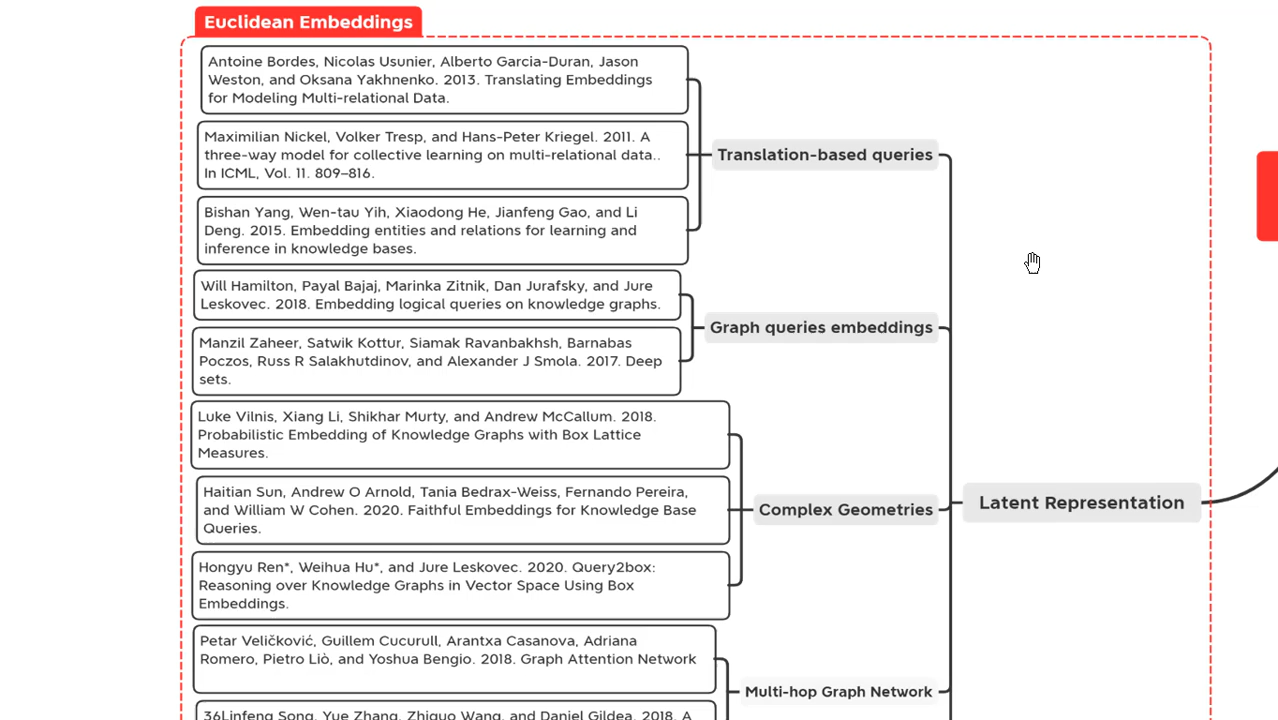 Euclidean Embeddings
Antoine Bordes, Nicolas Usunier, Alberto Garcia-Duran, Jason
Weston, and Oksana Yakhnenko. 2013. Translating Embeddings
for Modeling Multi-relational Data.
Maximilian Nickel, Volker Tresp, and Hans-Peter Kriegel. 2011. A
three-way model for collective learning on multi-relational data..
In ICML, Vol. 11. 809–816.
Bishan Yang, Wen-tau Yih, Xiaodong He, Jianfeng Gao, and Li
Deng. 2015. Embedding entities and relations for learning and
inference in knowledge bases.
Translation-based queries
Will Hamilton, Payal Bajaj, Marinka Zitnik, Dan Jurafsky, and Jure
Leskovec. 2018. Embedding logical queries on knowledge graphs.
Manzil Zaheer, Satwik Kottur, Siamak Ravanbakhsh, Barnabas
Poczos, Russ R Salakhutdinov, and Alexander J Smola. 2017. Deep
sets.
Graph queries embeddings
Luke Vilnis, Xiang Li, Shikhar Murty, and Andrew McCallum. 2018.
Probabilistic Embedding of Knowledge Graphs with Box Lattice
Measures.
Haitian Sun, Andrew O Arnold, Tania Bedrax-Weiss, Fernando Pereira,
and William W Cohen. 2020. Faithful Embeddings for Knowledge Base
Queries.
Hongyu Ren*, Weihua Hu*, and Jure Leskovec. 2020. Query2box:
Reasoning over Knowledge Graphs in Vector Space Using Box
Embeddings.
Complex Geometries
Latent Representation
Petar Veličković, Guillem Cucurull, Arantxa Casanova, Adriana
Romero, Pietro Liò, and Yoshua Bengio. 2018. Graph Attention Network
Multi-hop Graph Network
36Linfeng Song, Yue Zhang, Zhiguo Wang, and Daniel Gildea. 2018. A